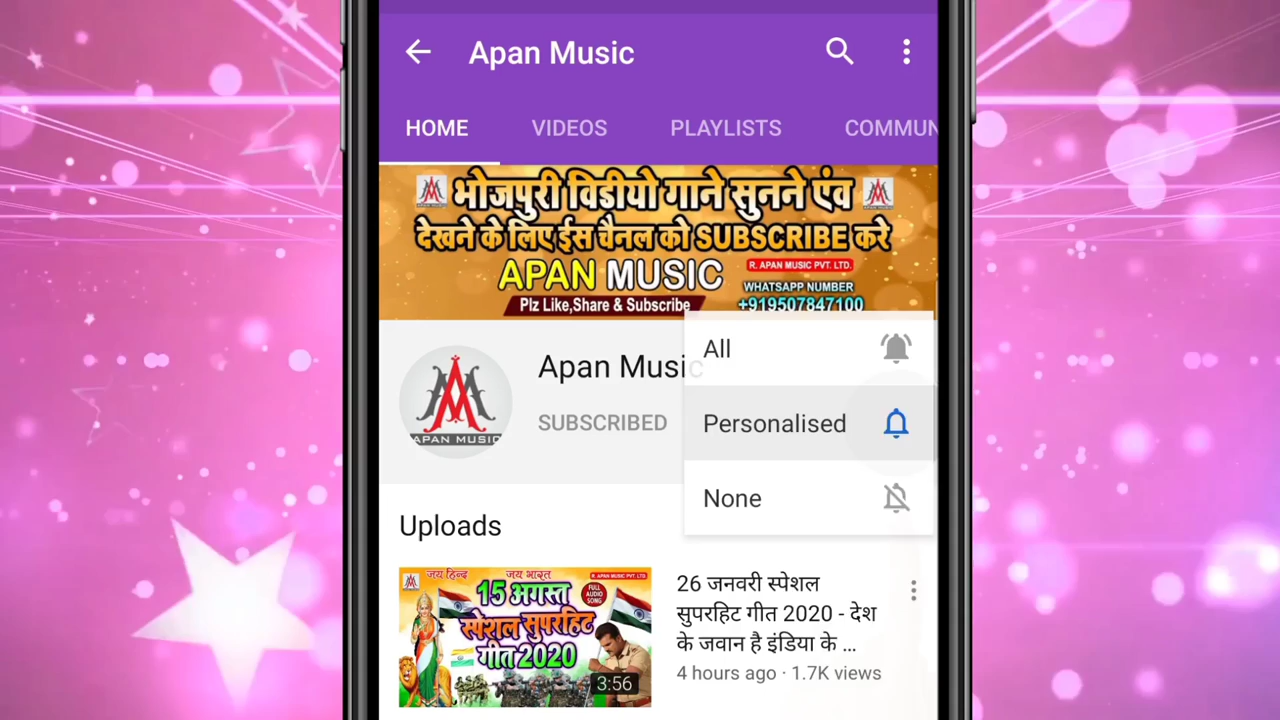 Apan Music
HOME VIDEOS PLAYLISTS COMMUN
भोजपुरी विडीयो गाने सुनने एंव
देखने के लिए ईस चैनल को SUBSCRIBE करे
APAN MUSIC
R. APAN MUSIC PVT. LTD.
WHATSAPP NUMBER
+919507847100
Plz Like,Share & Subscribe
Apan Music
SUBSCRIBED
APAN MUSIC
All
Personalised
None
Uploads
जय हिन्द जय भारत
R. APAN MUSIC PVT. LTD
15 अगस्त
FULL
AUDIO
SONG
स्पेशल सुपरहिट
गीत 2020
3:56
26 जनवरी स्पेशल
सुपरहिट गीत 2020 - देश
के जवान है इंडिया के ...
4 hours ago · 1.7K views